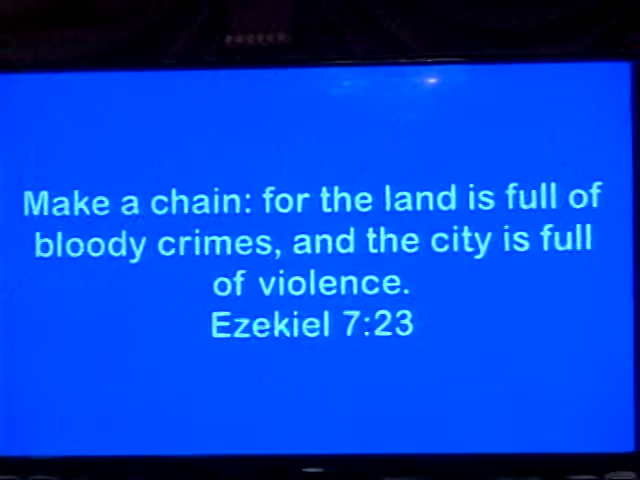 Make a chain: for the land is full of
bloody crimes, and the city is full
of violence.
Ezekiel 7:23